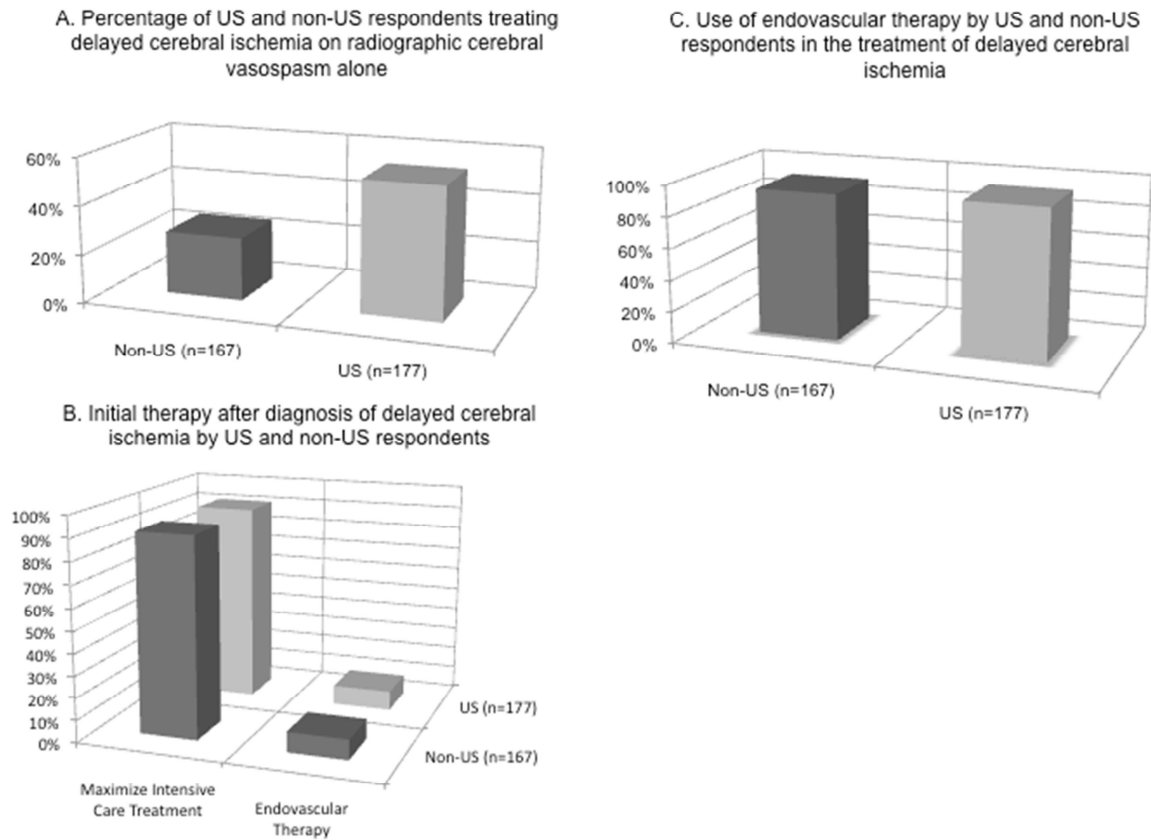 A. Percentage of US and non-US respondents treating
delayed cerebral ischemia on radiographic cerebral
vasospasm alone
60%
40%
20%
0%
Non-US (n=167)
US (n=177)
B. Initial therapy after diagnosis of delayed cerebral
ischemia by US and non-US respondents
100%
90%
80%
70%
60%
50%
40%
30%
20%
10%
0%
US (n=177)
Non-US (n=167)
Maximize Intensive
Care Treatment
Endovascular
Therapy
C. Use of endovascular therapy by US and non-US
respondents in the treatment of delayed cerebral
ischemia
100%
80%
60%
40%
20%
0%
Non-US (n=167)
US (n=177)